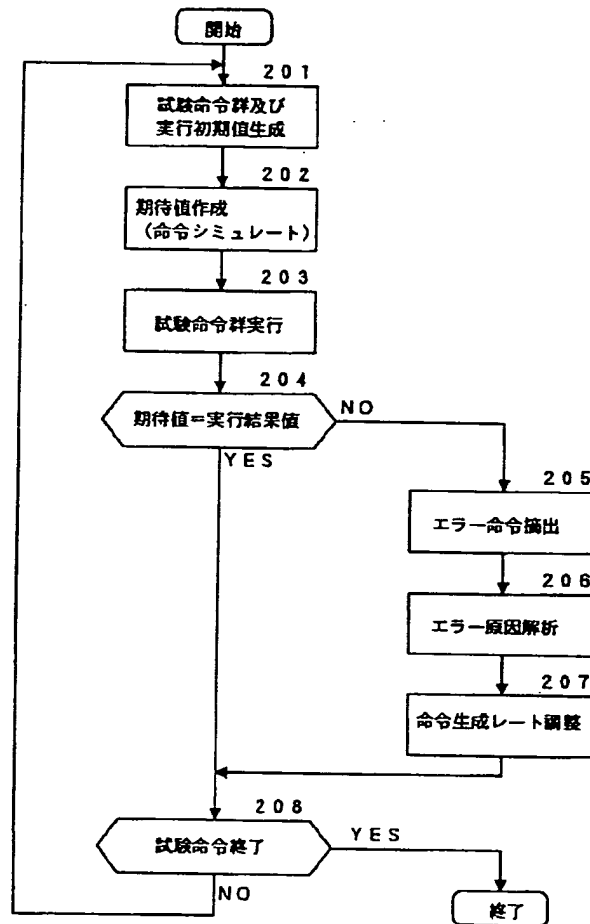 開始
201
試験命令群及び
実行初期値生成
202
期待値作成
(命令シミュレート)
203
試験命令群実行
204
期待値=実行結果値
NO
YES
205
エラー命令摘出
206
エラー原因解析
207
命令生成レート調整
208
試験命令終了
YES
NO
終了